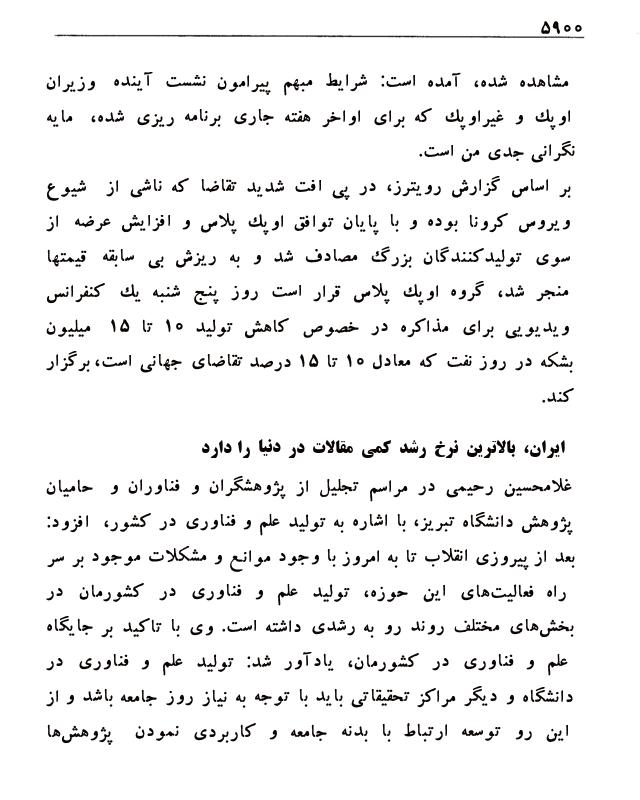 ۵۹۰۰
مشاهده شده، آمده است: شرایط مبهم پیرامون نشست آینده وزیران
اوپك و غیراوپك که برای اواخر هفته جاری برنامه ریزی شده، مایه
نگرانی جدی من است.
بر اساس گزارش رویترز، در پی افت شدید تقاضا که ناشی از شیوع
ویروس کرونا بوده و با پایان توافق اوپك پلاس و افزایش عرضه از
سوی تولیدکنندگان بزرگ مصادف شد و به ریزش بی سابقه قیمتها
منجر شد، گروه اوپك پلاس قرار است روز پنج شنبه یك کنفرانس
ویدیویی برای مذاکره در خصوص کاهش تولید ۱۰ تا ۱۵ میلیون
بشکه در روز نفت که معادل ۱۰ تا ۱۵ درصد تقاضای جهانی است، برگزار
کند.
ایران، بالاترین نرخ رشد کمی مقالات در دنیا را دارد
غلامحسین رحیمی در مراسم تجلیل از پژوهشگران و فناوران و حامیان
پژوهش دانشگاه تبریز، با اشاره به تولید علم و فناوری در کشور، افزود:
بعد از پیروزی انقلاب تا به امروز با وجود موانع و مشکلات موجود بر سر
راه فعالیت‌های این حوزه، تولید علم و فناوری در کشورمان در
بخش‌های مختلف روند رو به رشدی داشته است. وی با تاکید بر جایگاه
علم و فناوری در کشورمان، یادآور شد: تولید علم و فناوری در
دانشگاه و دیگر مراکز تحقیقاتی باید با توجه به نیاز روز جامعه باشد و از
این رو توسعه ارتباط با بدنه جامعه و کاربردی نمودن پژوهش‌ها